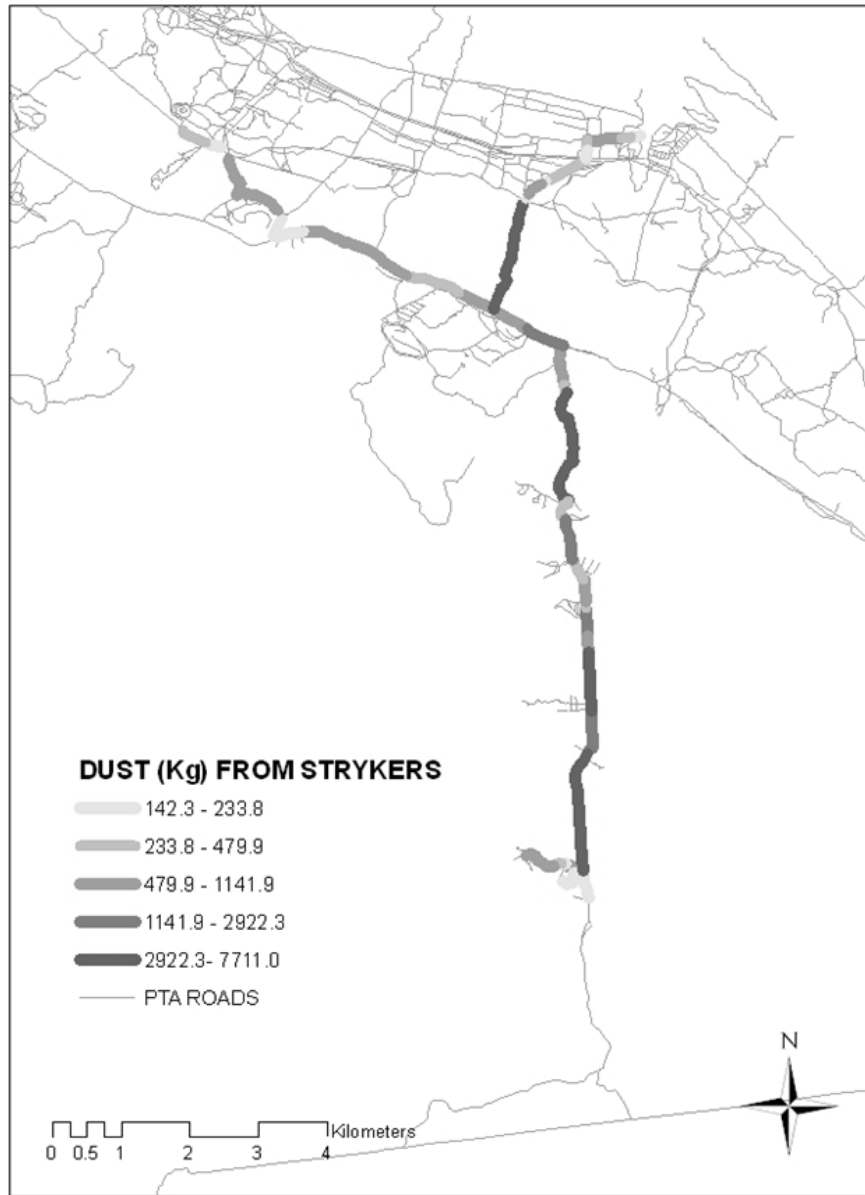 DUST (Kg) FROM STRYKERS
142.3 - 233.8
233.8 - 479.9
479.9 - 1141.9
1141.9 - 2922.3
2922.3- 7711.0
PTA ROADS
N
Kilometers
0 0.5 1 2 3 4